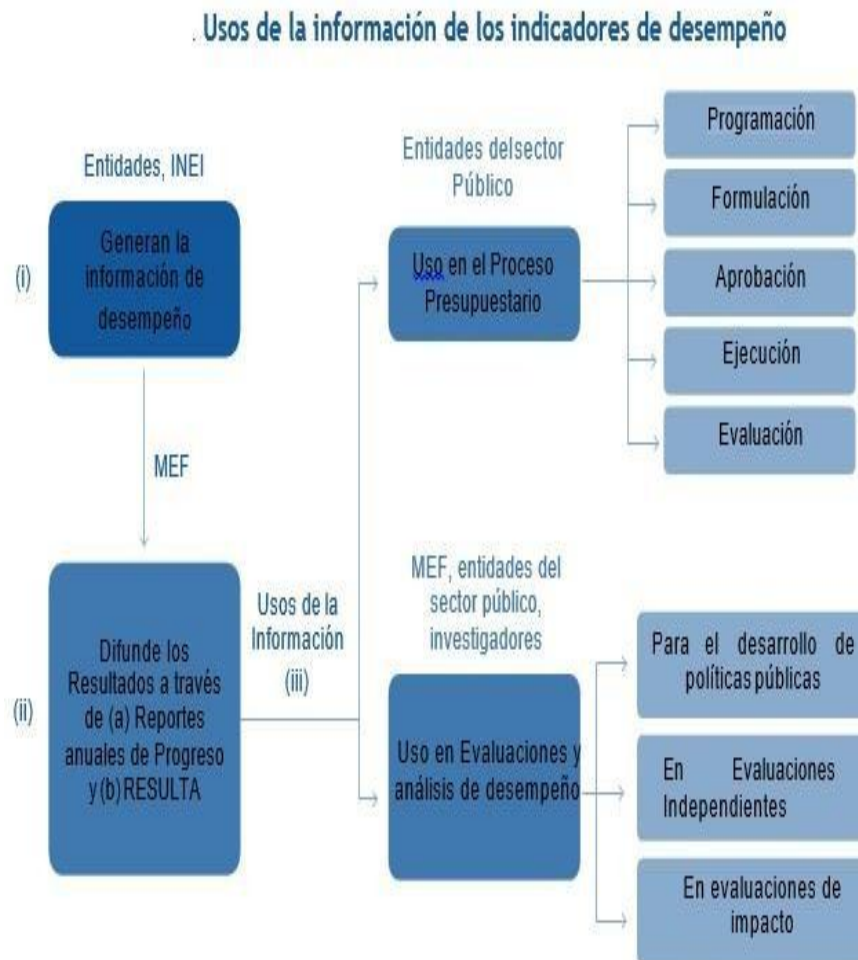 . Usos de la información de los indicadores de desempeño
Entidades, INEI
(i)
Generan la
información de
desempeño
MEF
(ii)
Difunde los
Resultados a través
de (a) Reportes
anuales de Progreso
y (b) RESULTA
Usos de la
Información
(iii)
Entidades delsector
Público
Uso en el Proceso
Presupuestario
Programación
Formulación
Aprobación
Ejecución
Evaluación
MEF, entidades del
sector público,
investigadores
Uso en Evaluaciones y
análisis de desempeño
Para el desarrollo de
políticas públicas
En Evaluaciones
Independientes
En evaluaciones de
impacto